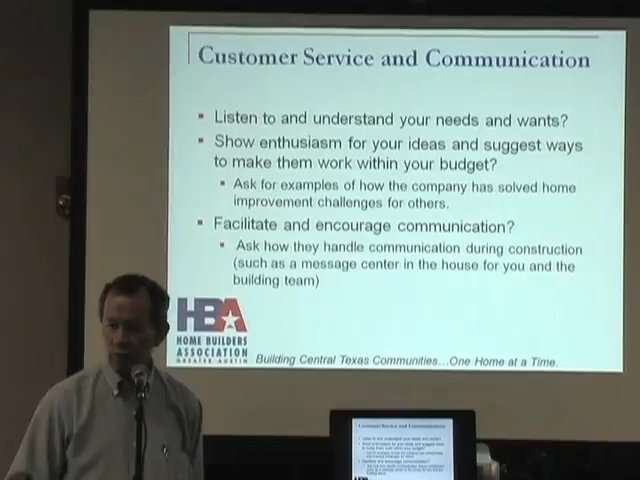 Customer Service and Communication
Listen to and understand your needs and wants?
Show enthusiasm for your ideas and suggest ways
to make them work within your budget?
Ask for examples of how the company has solved home
improvement challenges for others.
Facilitate and encourage communication?
Ask how they handle communication during construction
(such as a message center in the house for you and the
building team)
HBA
HOME BUILDERS
ASSOCIATION
GREATER AUSTIN
Building Central Texas Communities...One Home at a Time.
Customer Service and Communication